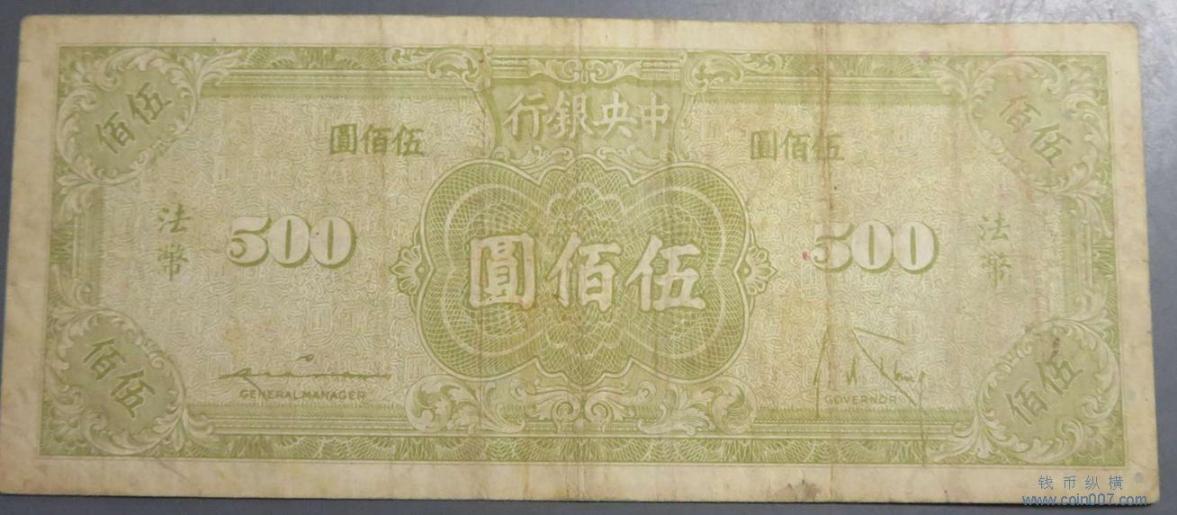 中央銀行
伍佰
伍佰
伍佰圓
伍佰圓
法幣
500
伍佰圓
500
法幣
GENERAL MANAGER
GOVERNOR
伍佰
伍佰
钱币纵横
www.coin007.com